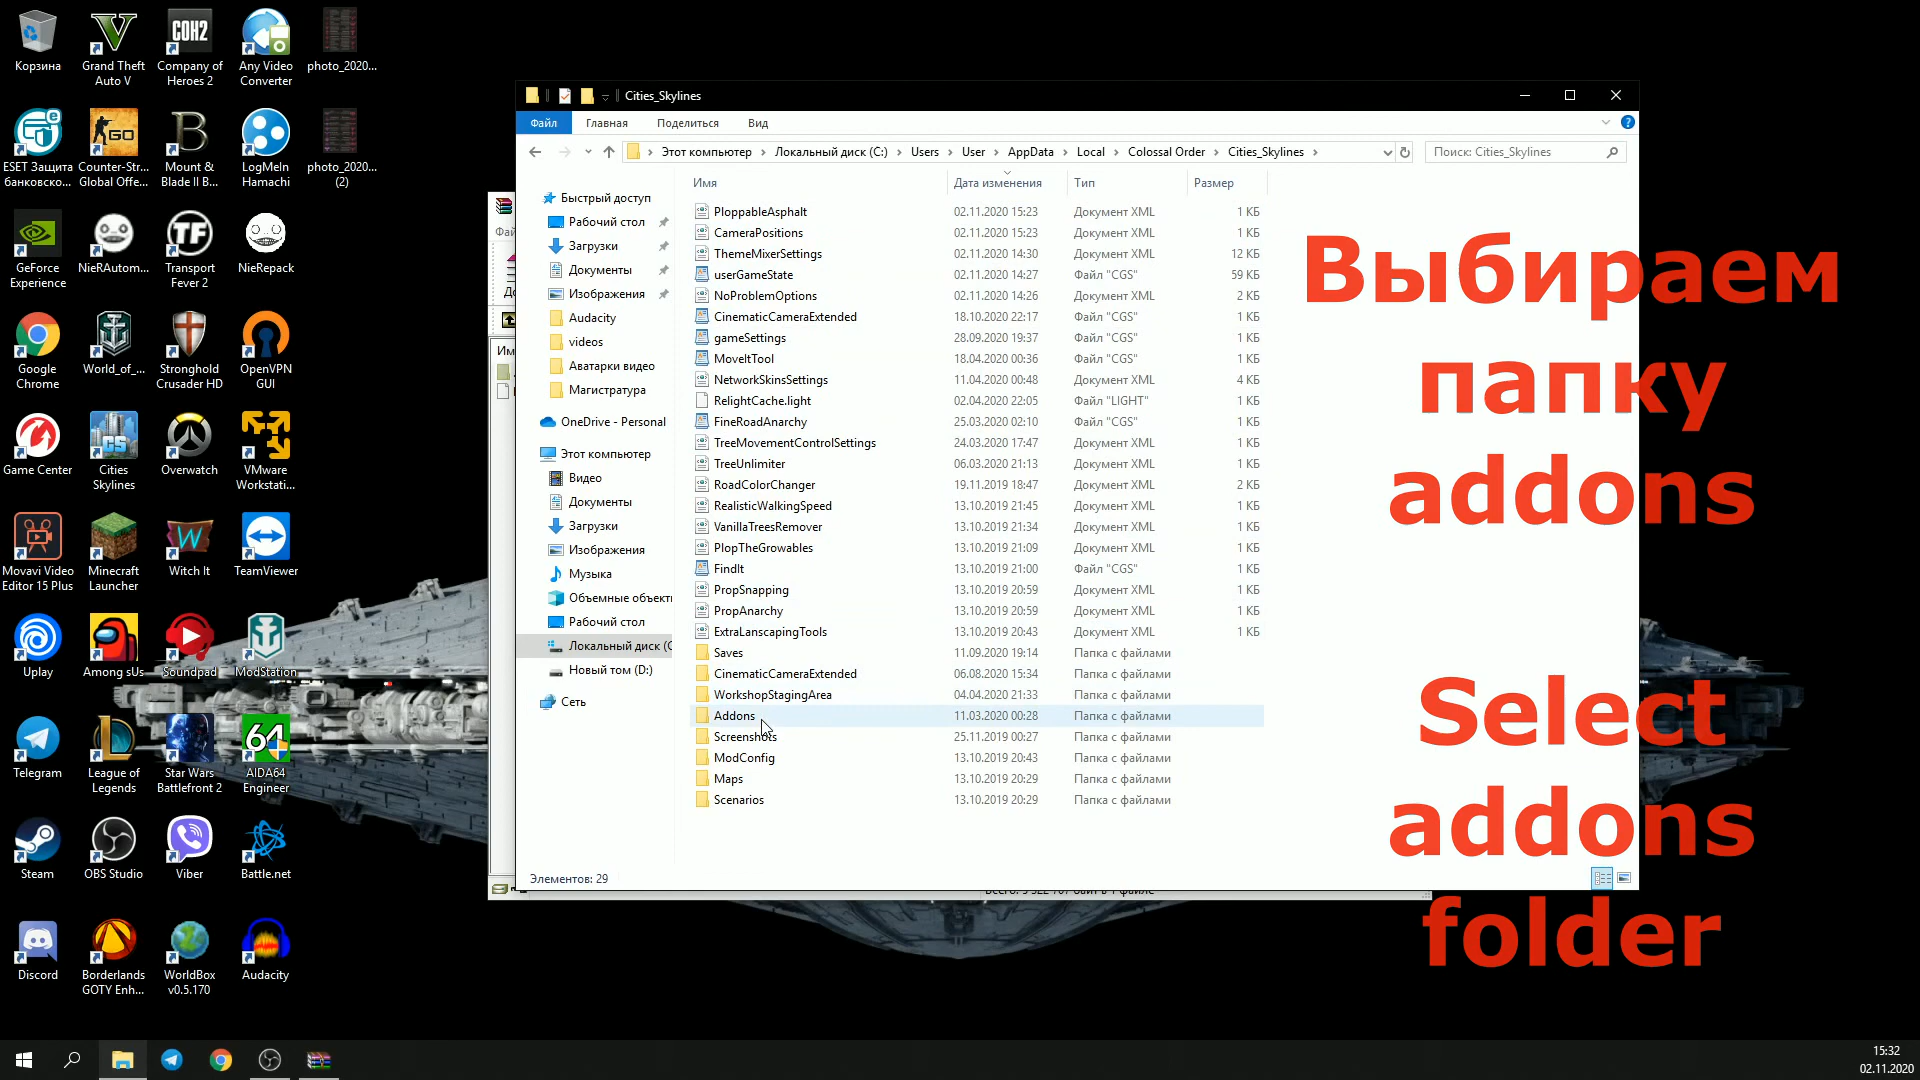 Корзина
Grand Theft
Auto V
Company of
Heroes 2
Any Video
Converter
photo_2020...
ESET Защита
банковско...
Counter-Str...
Global Offe...
Mount &
Blade II B...
LogMeIn
Hamachi
photo_2020...
(2)
GeForce
Experience
NieRAutom...
Transport
Fever 2
NieRepack
Google
Chrome
World_of_...
Stronghold
Crusader HD
OpenVPN
GUI
Game Center
Cities
Skylines
Overwatch
VMware
Workstati...
Movavi Video
Editor 15 Plus
Minecraft
Launcher
Witch It
TeamViewer
Uplay
Among sUs
Soundpad
ModStation
Telegram
League of
Legends
Star Wars
Battlefront 2
AIDA64
Engineer
Steam
OBS Studio
Viber
Battle.net
Discord
Borderlands
GOTY Enh...
WorldBox
v0.5.170
Audacity
Cities_Skylines
Файл Главная Поделиться Вид
Этот компьютер Локальный диск (C:) Users User AppData Local Colossal Order Cities_Skylines
Поиск: Cities_Skylines
Быстрый доступ
Рабочий стол
Загрузки
Документы
Изображения
Audacity
videos
Аватарки видео
Магистратура
OneDrive - Personal
Этот компьютер
Видео
Документы
Загрузки
Изображения
Музыка
Объемные объект
Рабочий стол
Локальный диск (C
Новый том (D:)
Сеть
Имя Дата изменения Тип Размер
PloppableAsphalt 02.11.2020 15:23 Документ XML 1 КБ
CameraPositions 02.11.2020 15:23 Документ XML 1 КБ
ThemeMixerSettings 02.11.2020 14:30 Документ XML 12 КБ
userGameState 02.11.2020 14:27 Файл "CGS" 59 КБ
NoProblemOptions 02.11.2020 14:26 Документ XML 2 КБ
CinematicCameraExtended 18.10.2020 22:17 Файл "CGS" 1 КБ
gameSettings 28.09.2020 19:37 Файл "CGS" 1 КБ
MoveItTool 18.04.2020 00:36 Файл "CGS" 1 КБ
NetworkSkinsSettings 11.04.2020 00:48 Документ XML 4 КБ
RelightCache.light 02.04.2020 22:05 Файл "LIGHT" 1 КБ
FineRoadAnarchy 25.03.2020 02:10 Файл "CGS" 1 КБ
TreeMovementControlSettings 24.03.2020 17:47 Документ XML 1 КБ
TreeUnlimiter 06.03.2020 21:13 Документ XML 1 КБ
RoadColorChanger 19.11.2019 18:47 Документ XML 2 КБ
RealisticWalkingSpeed 13.10.2019 21:45 Документ XML 1 КБ
VanillaTreesRemover 13.10.2019 21:34 Документ XML 1 КБ
PlopTheGrowables 13.10.2019 21:09 Документ XML 1 КБ
FindIt 13.10.2019 21:00 Файл "CGS" 1 КБ
PropSnapping 13.10.2019 20:59 Документ XML 1 КБ
PropAnarchy 13.10.2019 20:59 Документ XML 1 КБ
ExtraLanscapingTools 13.10.2019 20:43 Документ XML 1 КБ
Saves 11.09.2020 19:14 Папка с файлами
CinematicCameraExtended 06.08.2020 15:34 Папка с файлами
WorkshopStagingArea 04.04.2020 21:33 Папка с файлами
Addons 11.03.2020 00:28 Папка с файлами
Screenshots 25.11.2019 00:27 Папка с файлами
ModConfig 13.10.2019 20:43 Папка с файлами
Maps 13.10.2019 20:29 Папка с файлами
Scenarios 13.10.2019 20:29 Папка с файлами
Элементов: 29
Выбираем
папку
addons
Select
addons
folder
15:32
02.11.2020